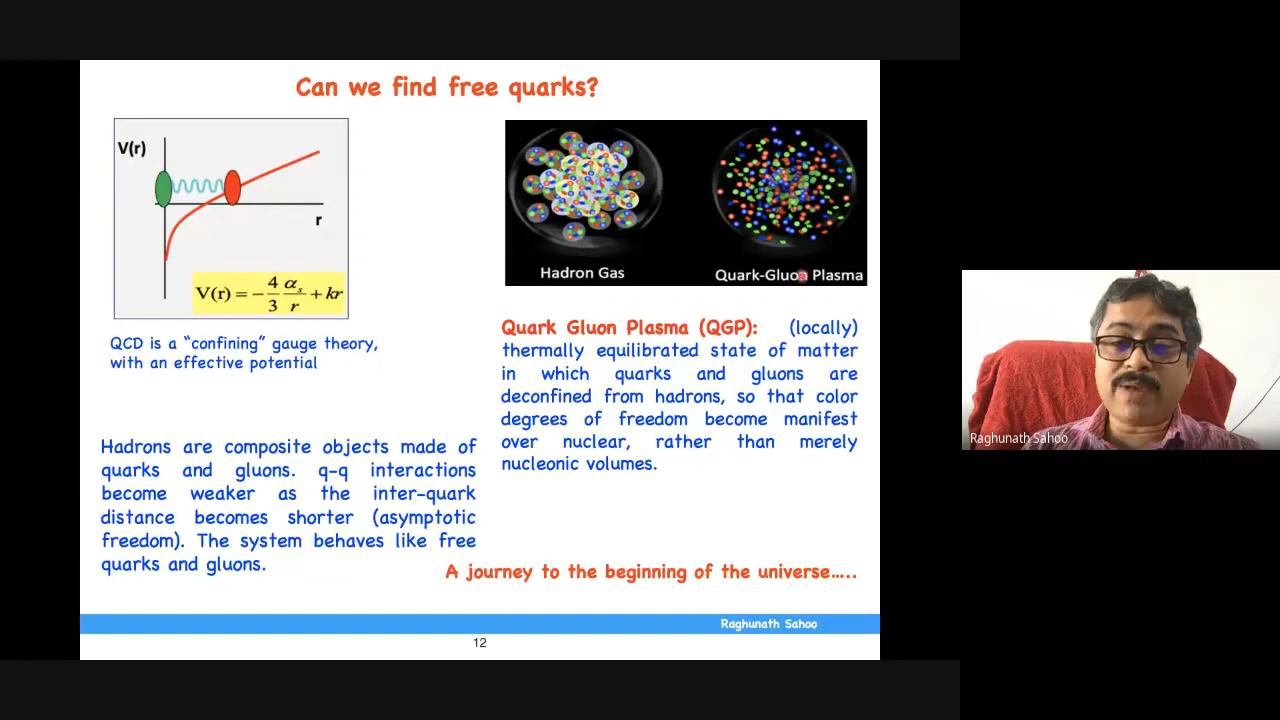 Can we find free quarks?
V(r)
r
V(r) = - 4/3 αs/r + kr
QCD is a “confining” gauge theory,
with an effective potential
Hadrons are composite objects made of
quarks and gluons. q-q interactions
become weaker as the inter-quark
distance becomes shorter (asymptotic
freedom). The system behaves like free
quarks and gluons.
Hadron Gas
Quark-Gluon Plasma
Quark Gluon Plasma (QGP): (locally)
thermally equilibrated state of matter
in which quarks and gluons are
deconfined from hadrons, so that color
degrees of freedom become manifest
over nuclear, rather than merely
nucleonic volumes.
A journey to the beginning of the universe.....
Raghunath Sahoo
12
Raghunath Sahoo